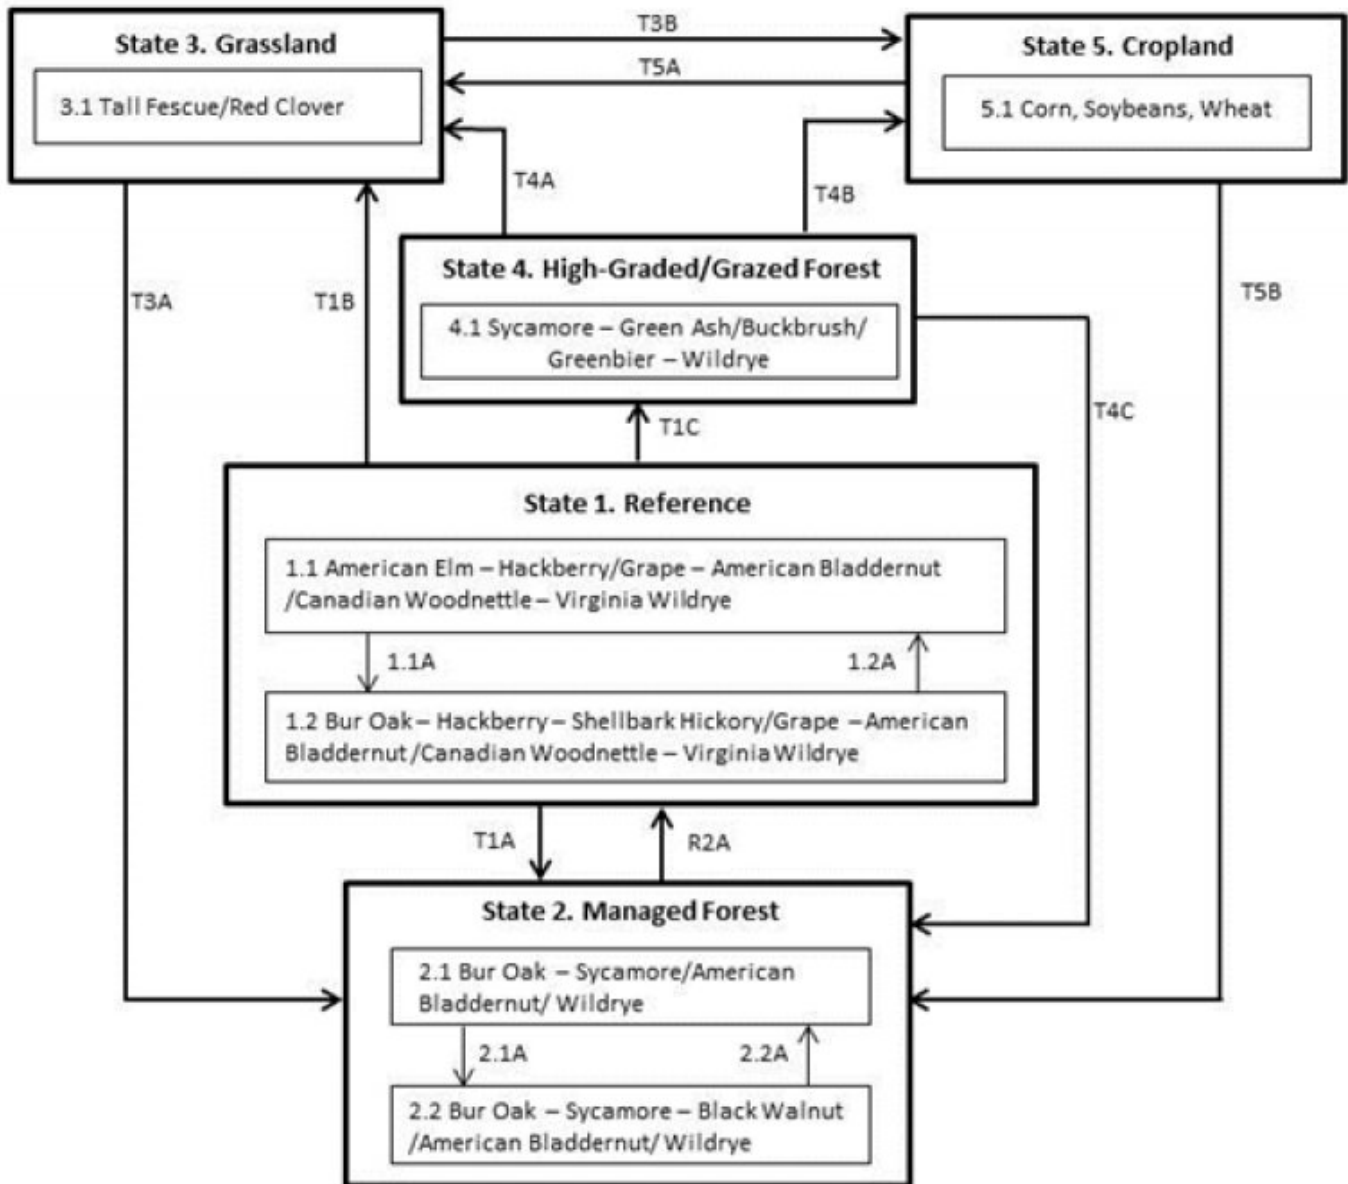 T3B
State 3. Grassland
State 5. Cropland
T5A
3.1 Tall Fescue/Red Clover
5.1 Corn, Soybeans, Wheat
T4A
T4B
State 4. High-Graded/Grazed Forest
T3A
T1B
T5B
4.1 Sycamore – Green Ash/Buckbrush/
Greenbier – Wildrye
T4C
T1C
State 1. Reference
1.1 American Elm – Hackberry/Grape – American Bladdernut
/Canadian Woodnettle – Virginia Wildrye
1.1A
1.2A
1.2 Bur Oak – Hackberry – Shellbark Hickory/Grape – American
Bladdernut /Canadian Woodnettle – Virginia Wildrye
T1A
R2A
State 2. Managed Forest
2.1 Bur Oak – Sycamore/American
Bladdernut/ Wildrye
2.1A
2.2A
2.2 Bur Oak – Sycamore – Black Walnut
/American Bladdernut/ Wildrye